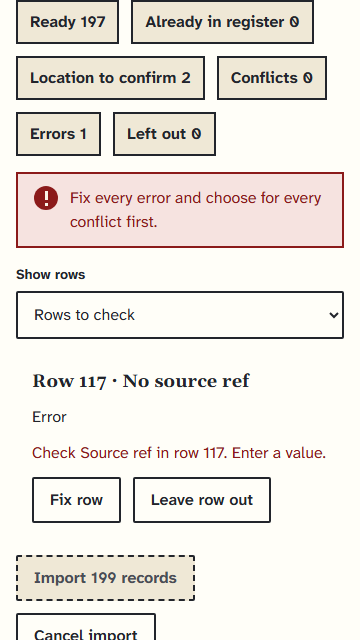 Ready 197
Already in register 0
Location to confirm 2
Conflicts 0
Errors 1
Left out 0
Fix every error and choose for every
conflict first.
Show rows
Rows to check
Row 117 · No source ref
Error
Check Source ref in row 117. Enter a value.
Fix row
Leave row out
Import 199 records
Cancel import